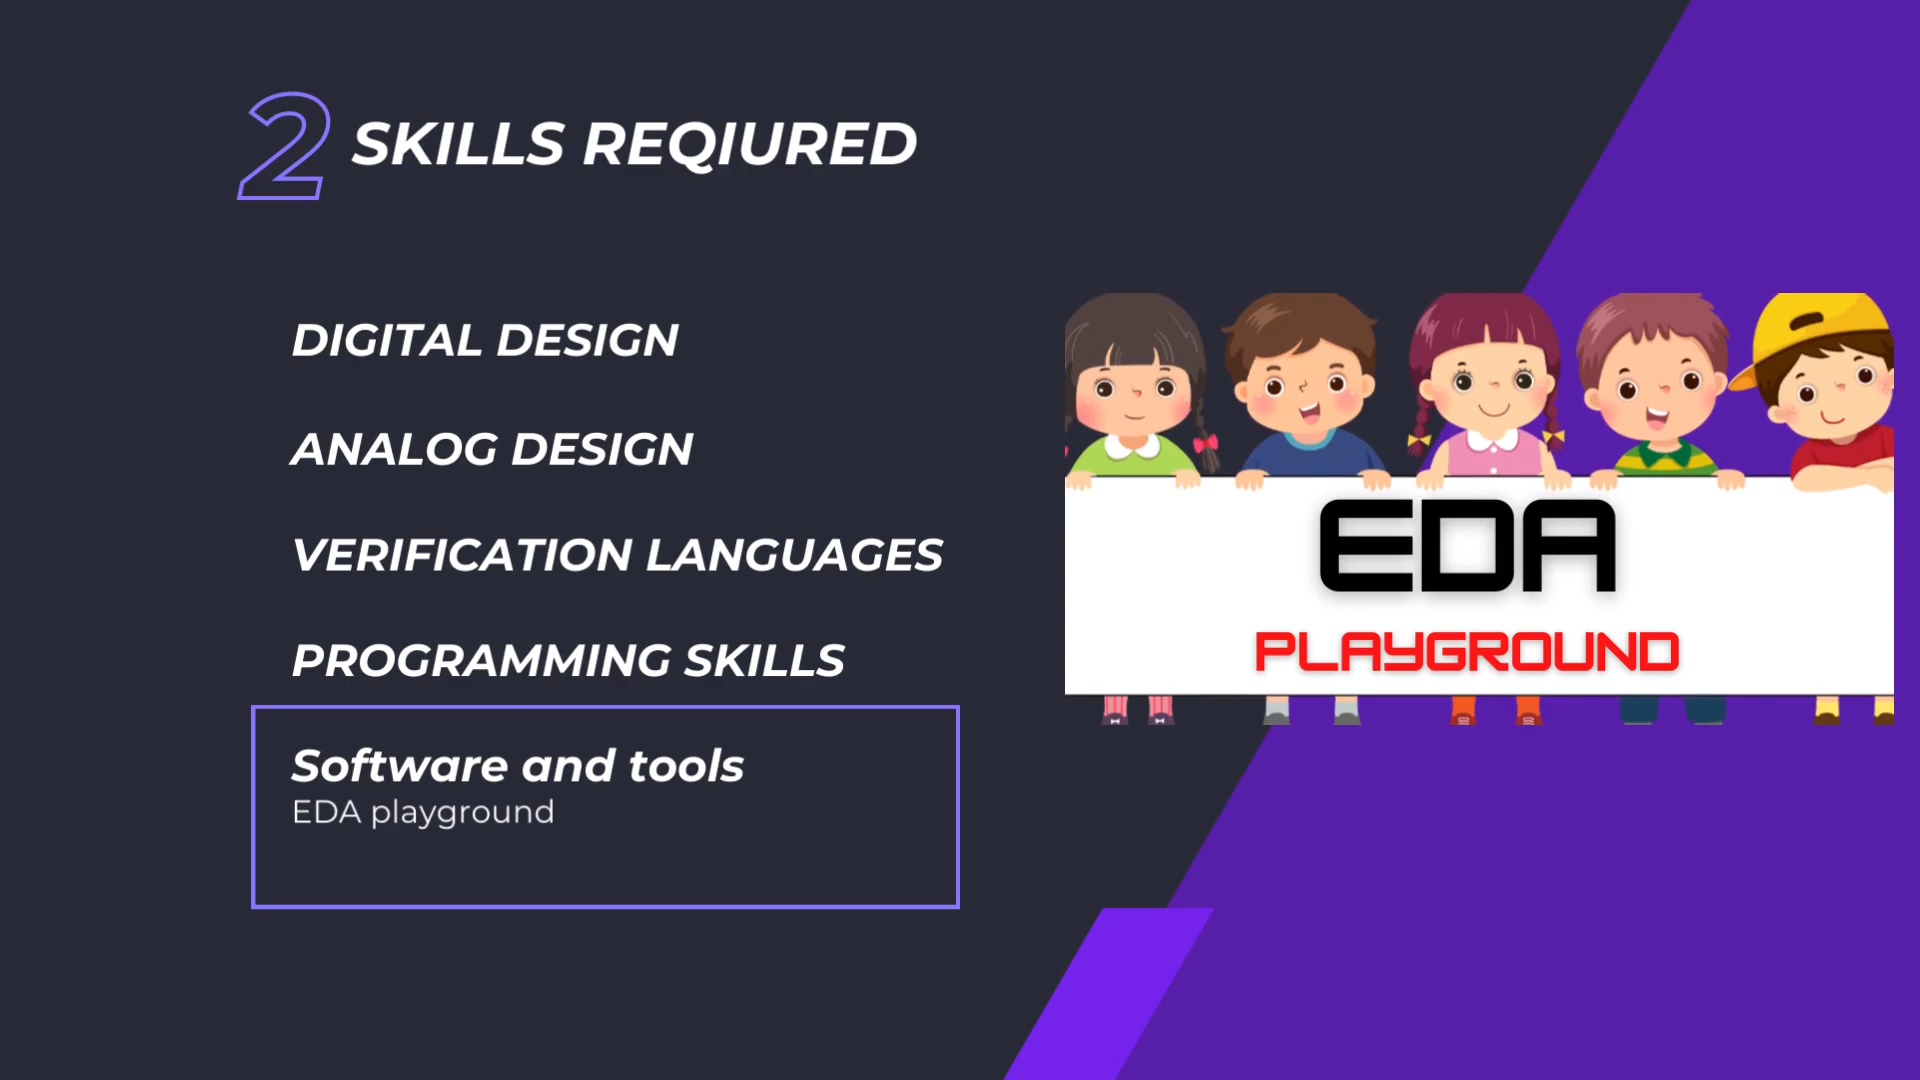 2 SKILLS REQIURED
DIGITAL DESIGN
ANALOG DESIGN
VERIFICATION LANGUAGES
PROGRAMMING SKILLS
Software and tools
EDA playground
EDA
PLAYGROUND